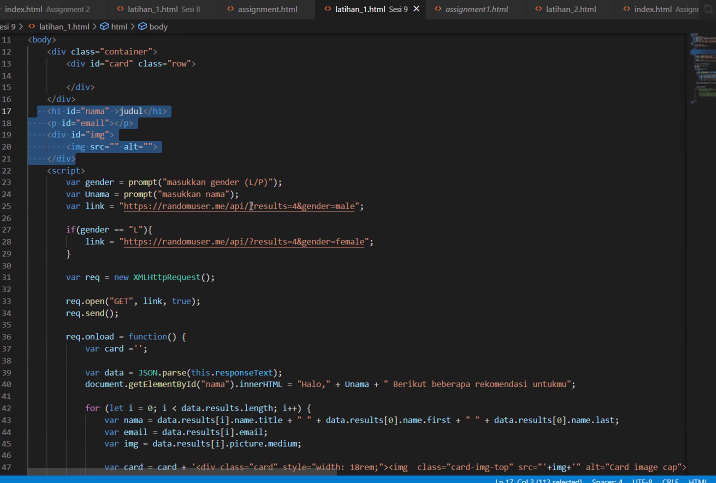 index.html Assignment 2 latihan_1.html Sesi 8 assignment.html latihan_1.html Sesi 9 assignment1.html latihan_2.html index.html Assignm
esi 9 > latihan_1.html > html > body
11 <body>
12 <div class="container">
13 <div id="card" class="row">
14
15 </div>
16 </div>
17 <h1 id="nama" >judul</h1>
18 <p id="email"></p>
19 <div id="img">
20 <img src="" alt="">
21 </div>
22 <script>
23 var gender = prompt("masukkan gender (L/P)");
24 var Unama = prompt("masukkan nama");
25 var link = "https://randomuser.me/api/?results=4&gender=male";
26
27 if(gender == "L"){
28 link = "https://randomuser.me/api/?results=4&gender=female";
29 }
30
31 var req = new XMLHttpRequest();
32
33 req.open("GET", link, true);
34 req.send();
35
36 req.onload = function() {
37 var card ='';
38
39 var data = JSON.parse(this.responseText);
40 document.getElementById("nama").innerHTML = "Halo," + Unama + " Berikut beberapa rekomendasi untukmu";
41
42 for (let i = 0; i < data.results.length; i++) {
43 var nama = data.results[i].name.title + " " + data.results[0].name.first + " " + data.results[0].name.last;
44 var email = data.results[i].email;
45 var img = data.results[i].picture.medium;
46
47 var card = card + '<div class="card" style="width: 18rem;"><img class="card-img-top" src="'+img+'" alt="Card image cap">
Ln 17, Col 3 (112 selected) Spaces: 4 UTF-8 CRLF HTML